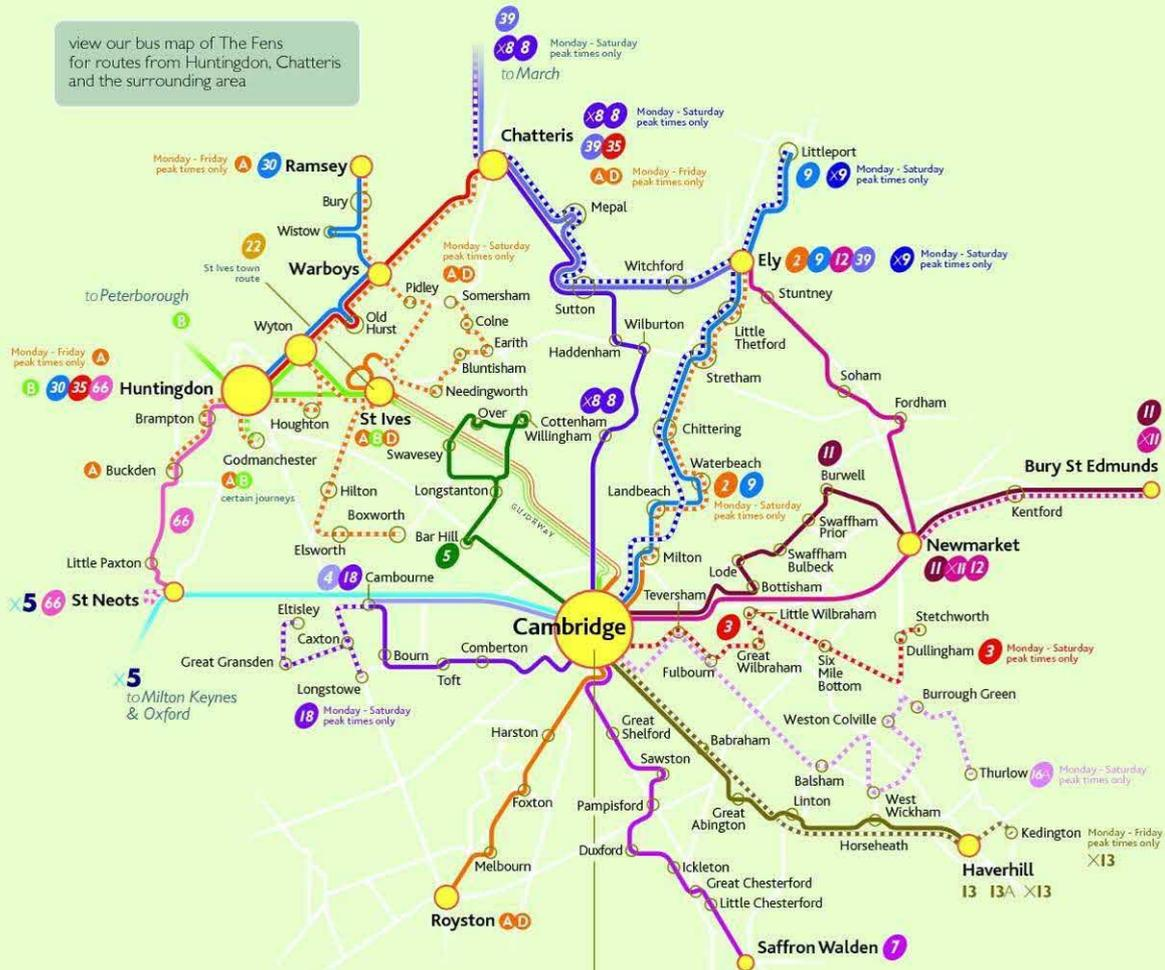 view our bus map of The Fens
for routes from Huntingdon, Chatteris
and the surrounding area
39
X8 8
Monday - Saturday
peak times only
to March
Chatteris
X8 8
Monday - Saturday
peak times only
39 35
A D
Monday - Friday
peak times only
Monday - Friday
peak times only
A 30 Ramsey
Bury
Wistow
22
St Ives town
route
Warboys
to Peterborough
B
Wyton
Old
Hurst
Pidley
Monday - Saturday
peak times only
A D
Somersham
Colne
Earith
Bluntisham
Needingworth
Mepal
Sutton
Witchford
Littleport
9 X9
Monday - Saturday
peak times only
Ely 2 9 12 39 X9
Monday - Saturday
peak times only
Stuntney
Little
Thetford
Stretham
Wilburton
Haddenham
X8 8
Soham
Fordham
Monday - Friday
peak times only
A
B 30 35 66
Huntingdon
Brampton
Houghton
Godmanchester
A B
certain journeys
A Buckden
St Ives
A B D
Over
Cottenham
Willingham
Swavesey
Longstanton
GUIDEWAY
Bar Hill
5
Hilton
Boxworth
Elsworth
Chittering
Waterbeach
2 9
Monday - Saturday
peak times only
Landbeach
Milton
11
Burwell
Swaffham
Prior
Swaffham
Bulbeck
Lode
Bottisham
11
X11
Bury St Edmunds
Kentford
Newmarket
11 X11 12
66
Little Paxton
X5 66 St Neots
X5
to Milton Keynes
& Oxford
4 18
Cambourne
Eltisley
Caxton
Great Gransden
Longstowe
18
Monday - Saturday
peak times only
Bourn
Toft
Comberton
Cambridge
Teversham
3
Little Wilbraham
Fulbourn
Great
Wilbraham
Six
Mile
Bottom
Stetchworth
Dullingham
3
Monday - Saturday
peak times only
Burrough Green
Weston Colville
Balsham
West
Wickham
Thurlow
16A
Monday - Saturday
peak times only
Harston
Foxton
Melbourn
Royston A D
Great
Shelford
Sawston
Pampisford
Duxford
Ickleton
Great Chesterford
Little Chesterford
Saffron Walden 7
Babraham
Great
Abington
Linton
Horseheath
Kedington
Monday - Friday
peak times only
X13
Haverhill
13 13A X13